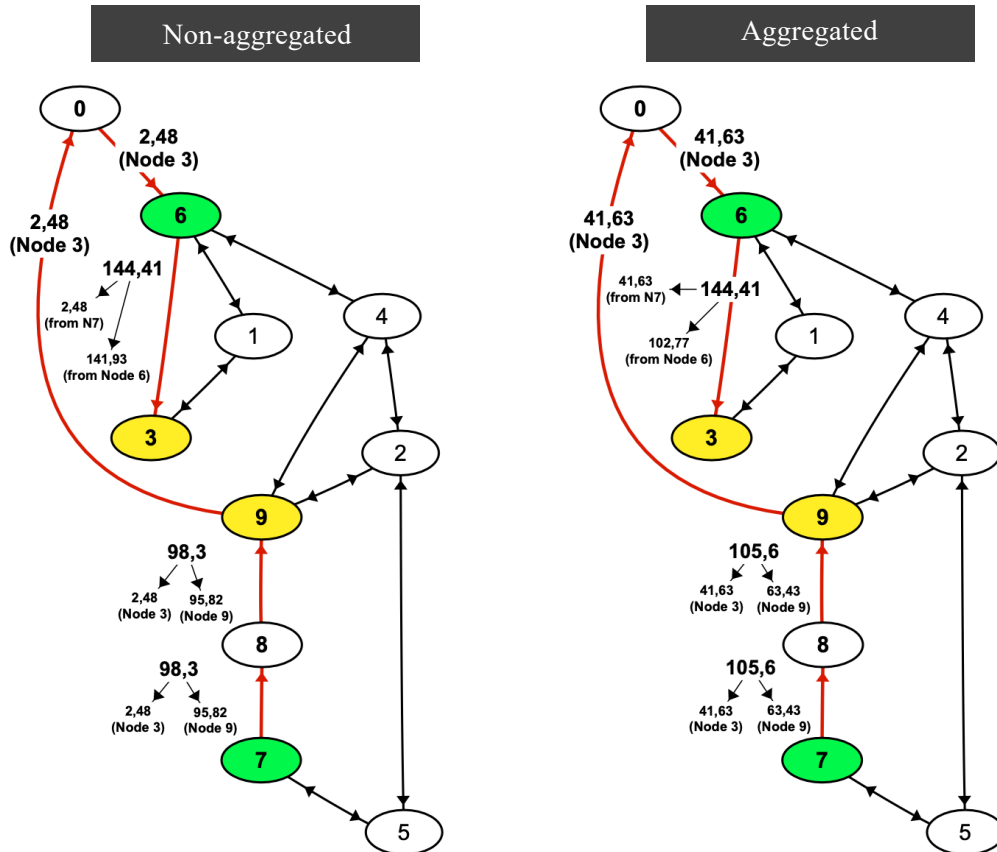 Non-aggregated
0
2,48
(Node 3)
2,48
(Node 3)
6
144,41
2,48
(from N7)
141,93
(from Node 6)
1
4
3
2
9
98,3
2,48
(Node 3)
95,82
(Node 9)
8
98,3
2,48
(Node 3)
95,82
(Node 9)
7
5
Aggregated
0
41,63
(Node 3)
41,63
(Node 3)
6
41,63
(from N7)
144,41
102,77
(from Node 6)
1
4
3
2
9
105,6
41,63
(Node 3)
63,43
(Node 9)
8
105,6
41,63
(Node 3)
63,43
(Node 9)
7
5